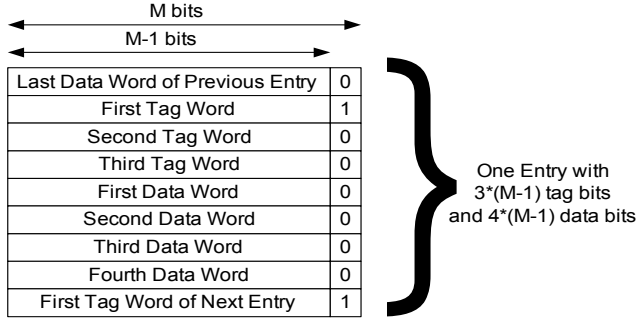 M bits
M-1 bits
Last Data Word of Previous Entry 0
First Tag Word 1
Second Tag Word 0
Third Tag Word 0
First Data Word 0
Second Data Word 0
Third Data Word 0
Fourth Data Word 0
First Tag Word of Next Entry 1
One Entry with
3*(M-1) tag bits
and 4*(M-1) data bits